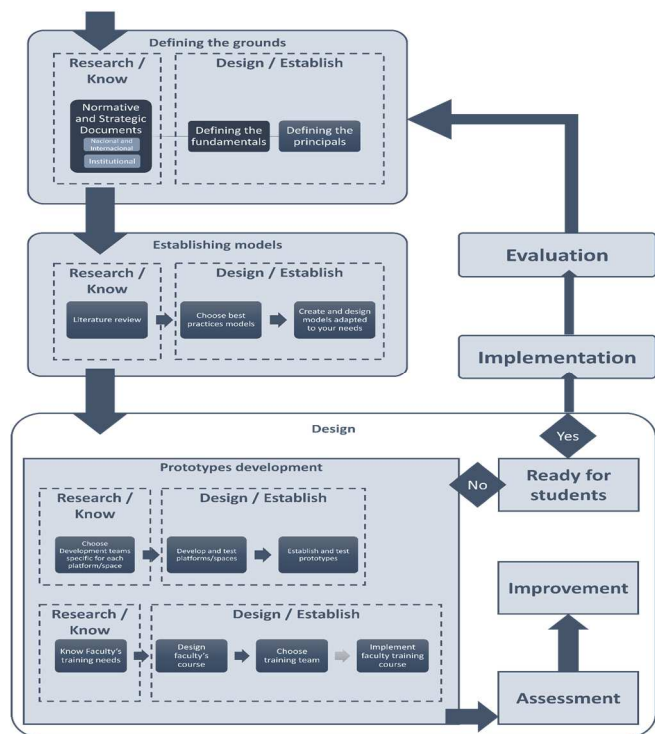 Defining the grounds
Research /
Know
Design / Establish
Normative
and Strategic
Documents
Nacional and
Internacional
Institutional
Defining the
fundamentals
Defining the
principals
Establishing models
Research /
Know
Design / Establish
Literature review
Choose best
practices models
Create and design
models adapted
to your needs
Evaluation
Implementation
Design
Yes
No
Ready for
students
Prototypes development
Research /
Know
Design / Establish
Choose
Development teams
specific for each
platform/space
Develop and test
platforms/spaces
Establish and test
prototypes
Improvement
Research /
Know
Design / Establish
Know Faculty's
training needs
Design
faculty's
course
Choose
training team
Implement
faculty training
course
Assessment